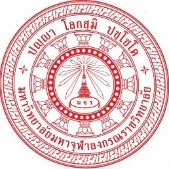 ปญฺญา โลกสฺมิ ปชฺโชโต
มจร
มหาวิทยาลัยมหาจุฬาลงกรณราชวิทยาลัย